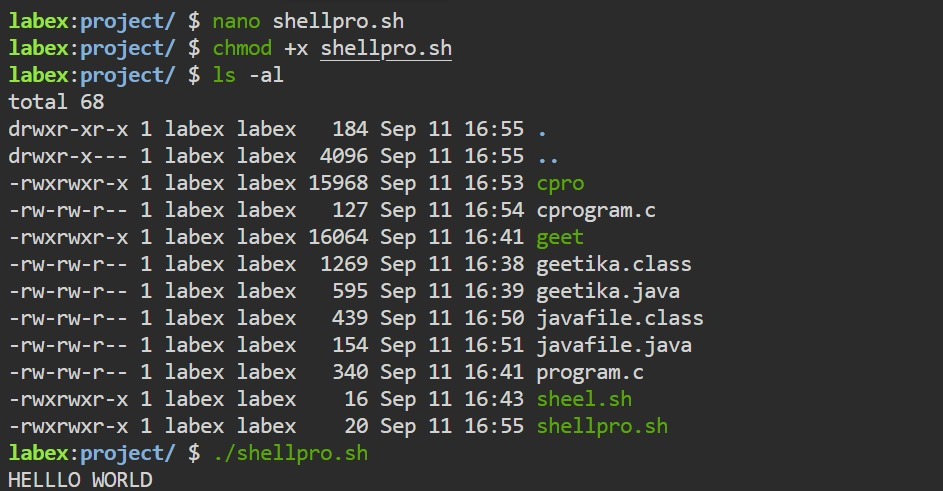 labex:project/ $ nano shellpro.sh
labex:project/ $ chmod +x shellpro.sh
labex:project/ $ ls -al
total 68
drwxr-xr-x 1 labex labex   184 Sep 11 16:55 .
drwxr-x--- 1 labex labex  4096 Sep 11 16:55 ..
-rwxrwxr-x 1 labex labex 15968 Sep 11 16:53 cpro
-rw-rw-r-- 1 labex labex   127 Sep 11 16:54 cprogram.c
-rwxrwxr-x 1 labex labex 16064 Sep 11 16:41 geet
-rw-rw-r-- 1 labex labex  1269 Sep 11 16:38 geetika.class
-rw-rw-r-- 1 labex labex   595 Sep 11 16:39 geetika.java
-rw-rw-r-- 1 labex labex   439 Sep 11 16:50 javafile.class
-rw-rw-r-- 1 labex labex   154 Sep 11 16:51 javafile.java
-rw-rw-r-- 1 labex labex   340 Sep 11 16:41 program.c
-rwxrwxr-x 1 labex labex    16 Sep 11 16:43 sheel.sh
-rwxrwxr-x 1 labex labex    20 Sep 11 16:55 shellpro.sh
labex:project/ $ ./shellpro.sh
HELLLO WORLD